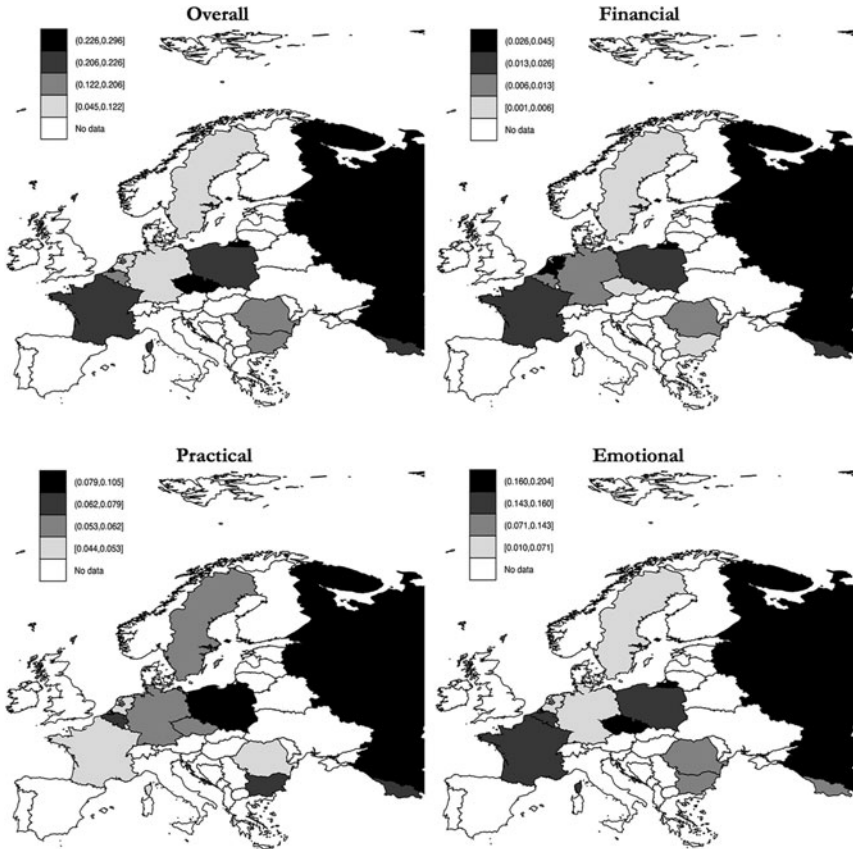 Overall
(0.226,0.296]
(0.206,0.226]
(0.122,0.206]
[0.045,0.122]
No data
Financial
(0.026,0.045]
(0.013,0.026]
(0.006,0.013]
[0.001,0.006]
No data
Practical
(0.079,0.105]
(0.062,0.079]
(0.053,0.062]
[0.044,0.053]
No data
Emotional
(0.160,0.204]
(0.143,0.160]
(0.071,0.143]
[0.010,0.071]
No data